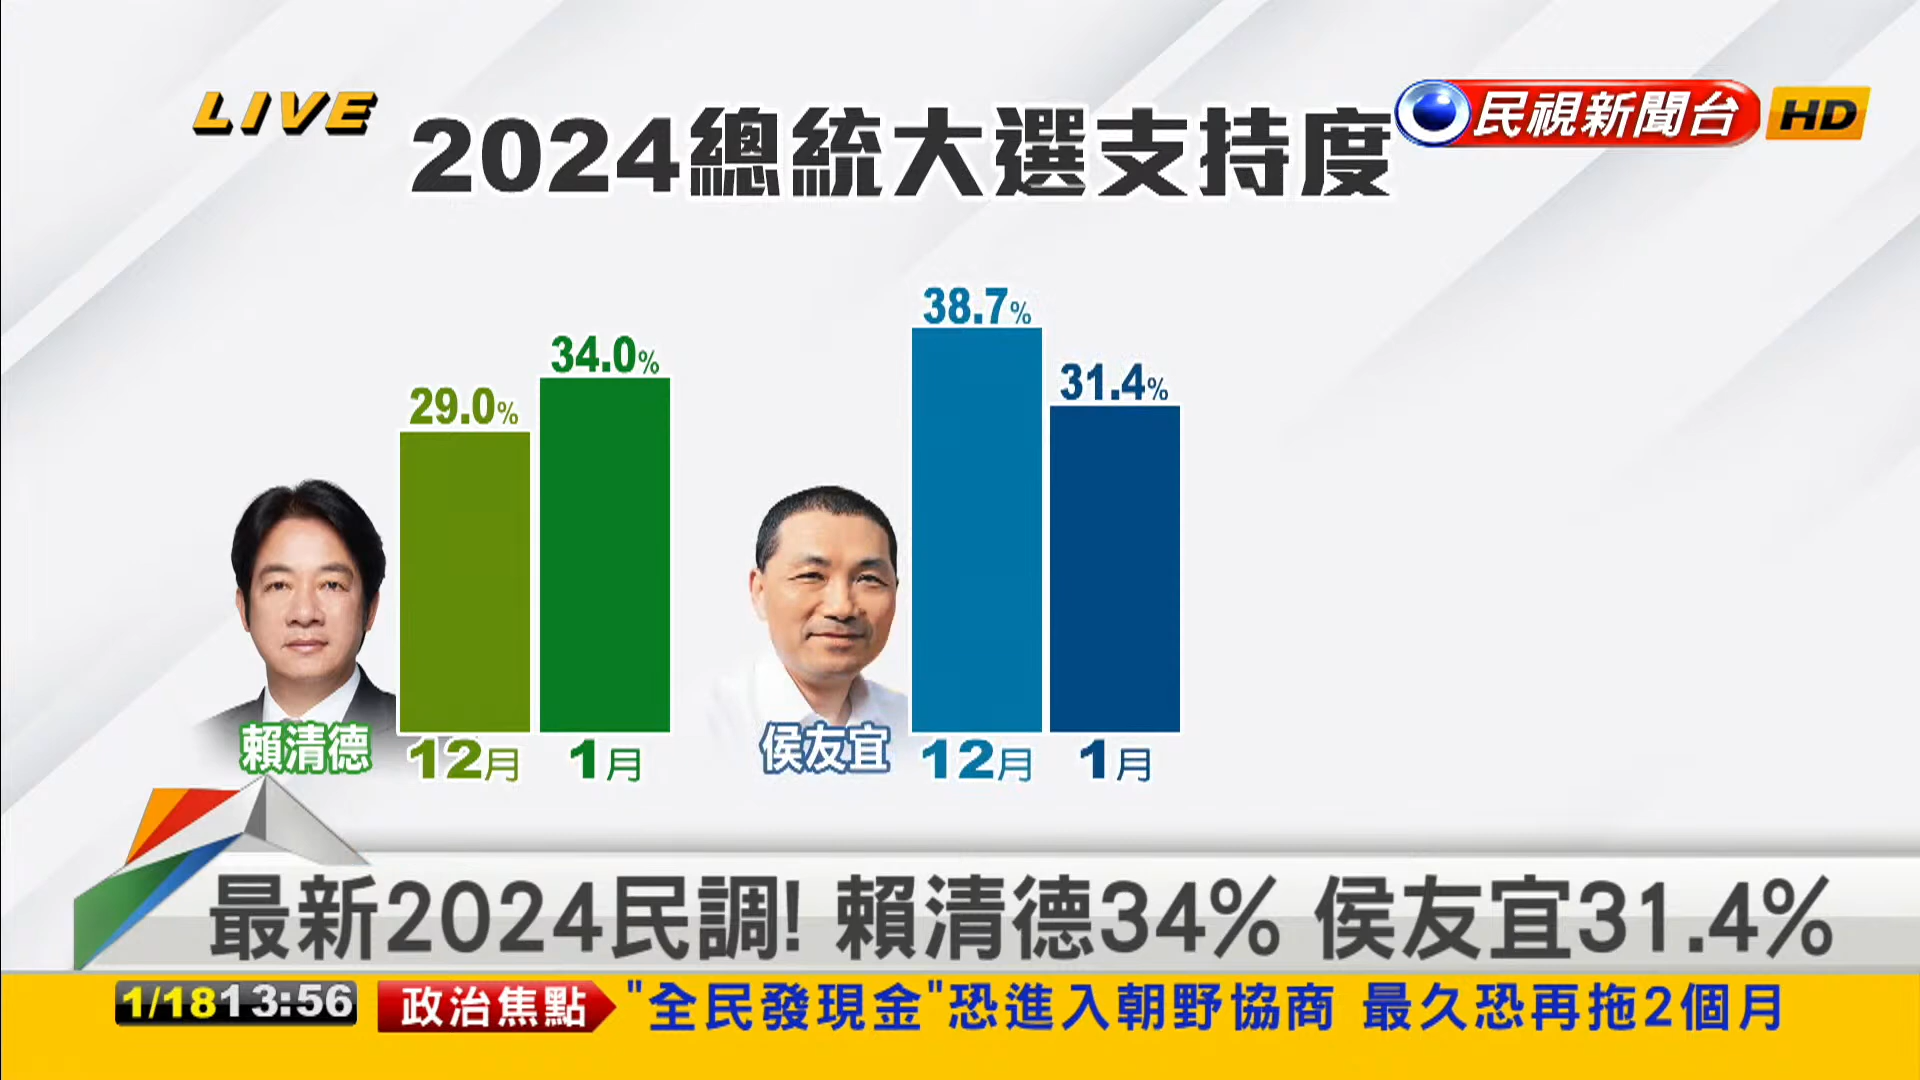 LIVE
2024總統大選支持度
民視新聞台 HD
38.7%
34.0%
31.4%
29.0%
賴清德 12月 1月 侯友宜 12月 1月
最新2024民調! 賴清德34% 侯友宜31.4%
1/18 13:56 政治焦點 "全民發現金"恐進入朝野協商 最久恐再拖2個月